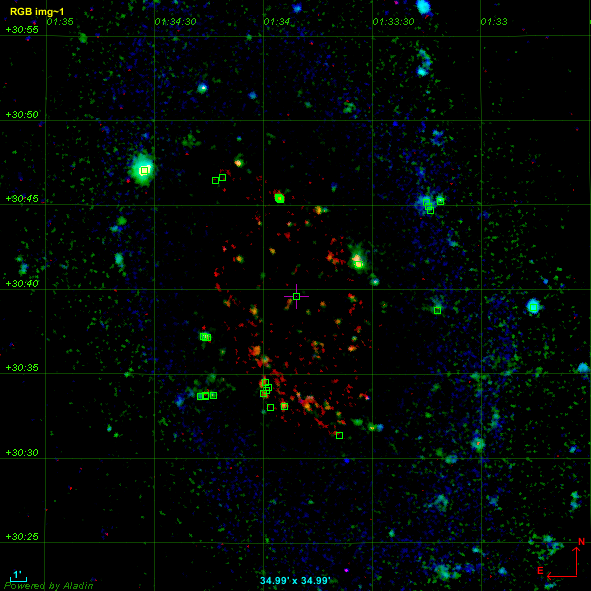 RGB img~1
01:35 01:34:30 01:34 01:33:30 01:33
+30:55
+30:50
+30:45
+30:40
+30:35
+30:30
+30:25
N
E
1'
34.99' x 34.99'
Powered by Aladin